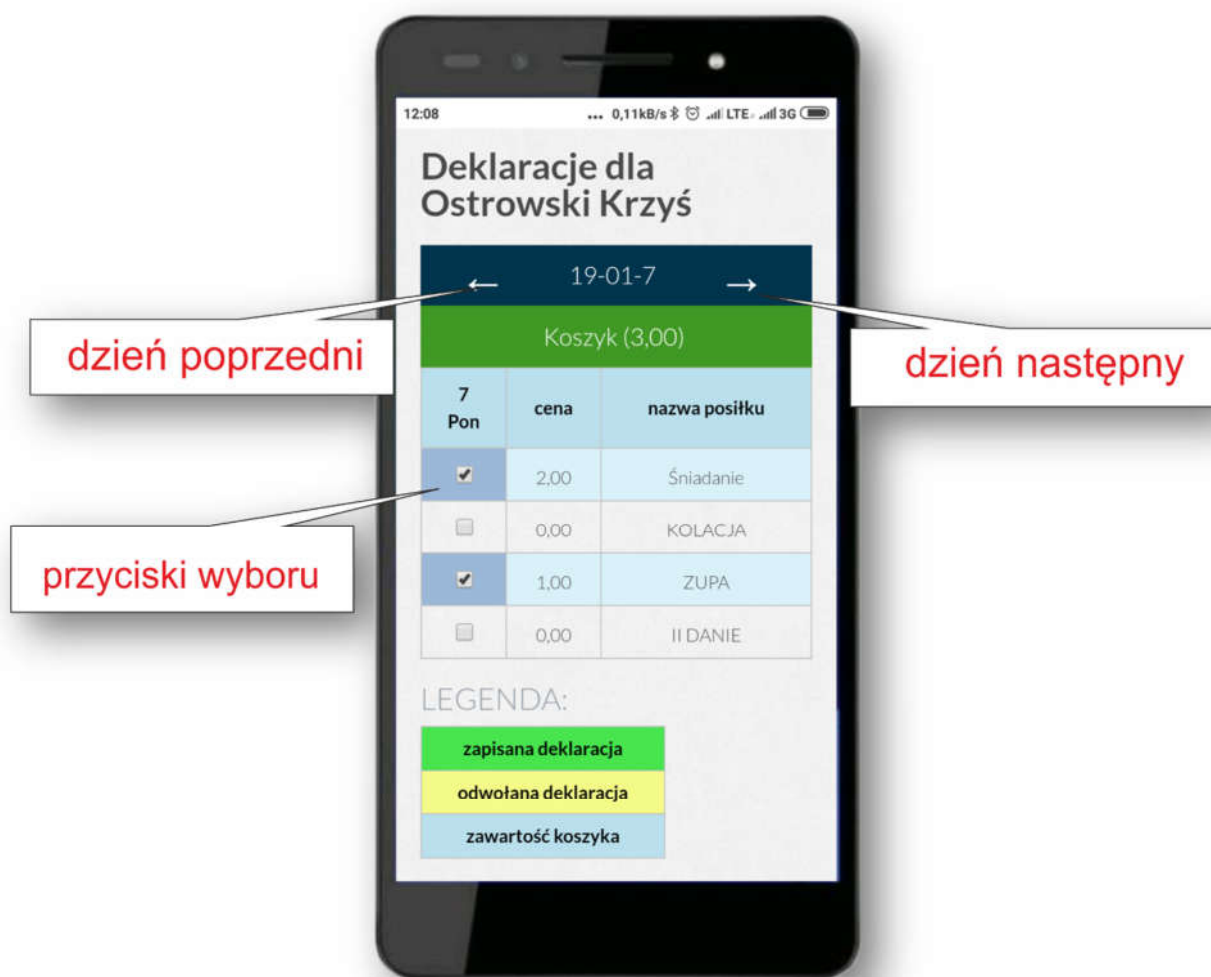 12:08 ... 0,11kB/s LTE 3G
Deklaracje dla
Ostrowski Krzyś
← 19-01-7 →
Koszyk (3,00)
dzień poprzedni
dzień następny
7
Pon
cena
nazwa posiłku
2,00 Śniadanie
0,00 KOLACJA
przyciski wyboru
1,00 ZUPA
0,00 II DANIE
LEGENDA:
zapisana deklaracja
odwołana deklaracja
zawartość koszyka